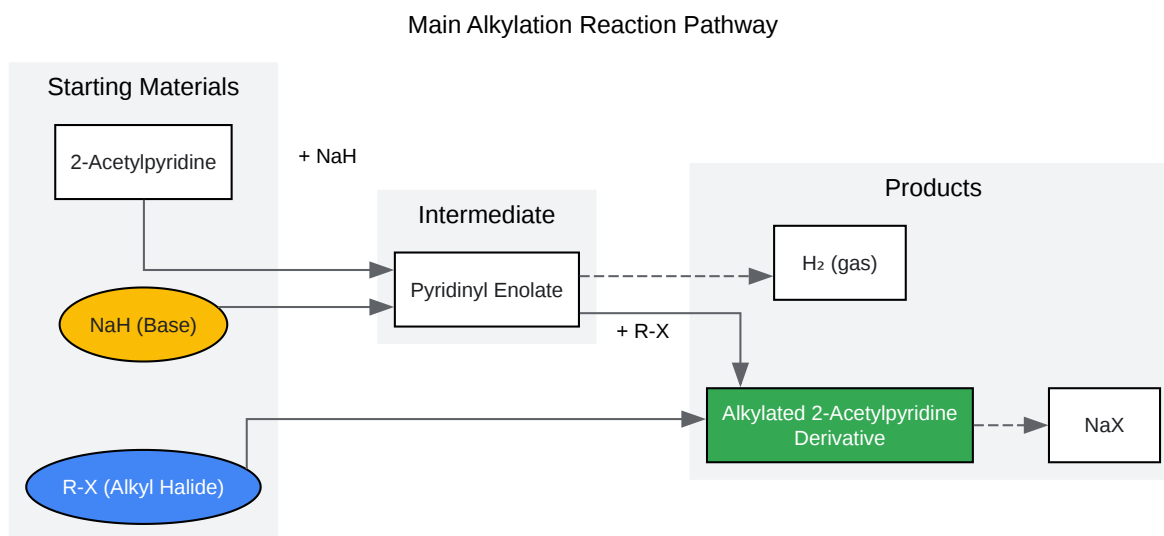 Main Alkylation Reaction Pathway
Starting Materials
2-Acetylpyridine
+ NaH
NaH (Base)
R-X (Alkyl Halide)
Intermediate
Pyridinyl Enolate
+ R-X
Products
H₂ (gas)
Alkylated 2-Acetylpyridine
Derivative
NaX